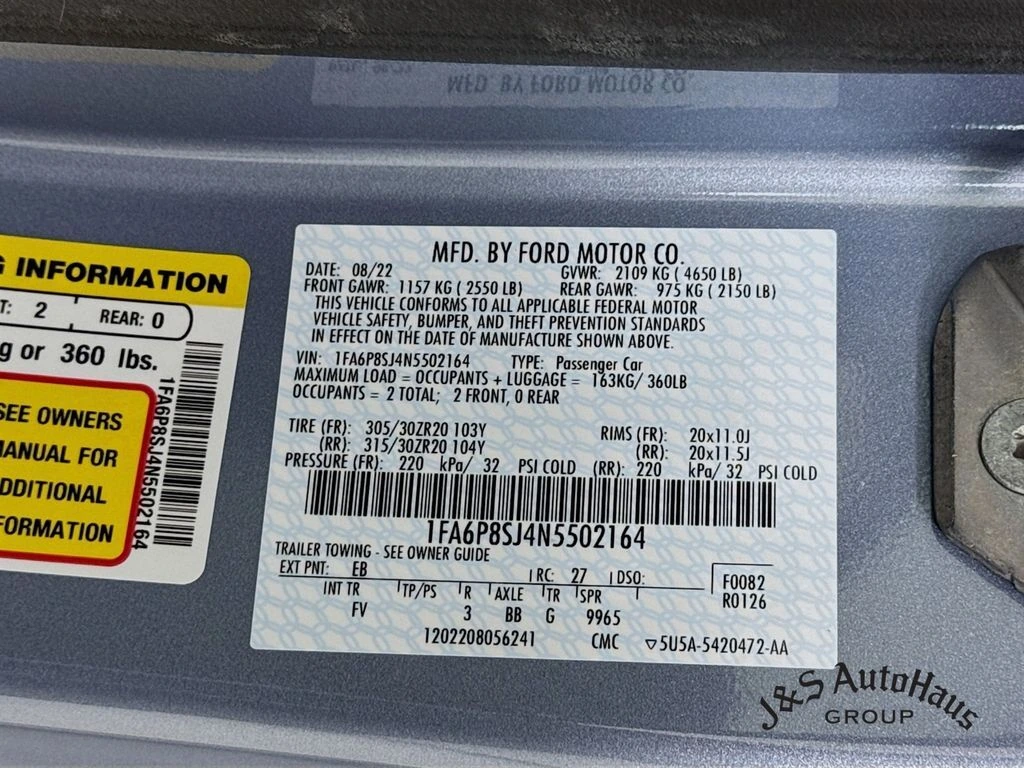 MFD. BY FORD MOTOR CO.
G INFORMATION
T: 2 REAR: 0
g or 360 lbs.
SEE OWNERS
MANUAL FOR
ADDITIONAL
FORMATION
1FA6P8SJ4N5502164
MFD. BY FORD MOTOR CO.
DATE: 08/22 GVWR: 2109 KG ( 4650 LB)
FRONT GAWR: 1157 KG ( 2550 LB) REAR GAWR: 975 KG ( 2150 LB)
THIS VEHICLE CONFORMS TO ALL APPLICABLE FEDERAL MOTOR
VEHICLE SAFETY, BUMPER, AND THEFT PREVENTION STANDARDS
IN EFFECT ON THE DATE OF MANUFACTURE SHOWN ABOVE.
VIN: 1FA6P8SJ4N5502164 TYPE: Passenger Car
MAXIMUM LOAD = OCCUPANTS + LUGGAGE = 163KG/ 360LB
OCCUPANTS = 2 TOTAL; 2 FRONT, 0 REAR
TIRE (FR): 305/30ZR20 103Y RIMS (FR): 20x11.0J
(RR): 315/30ZR20 104Y (RR): 20x11.5J
PRESSURE (FR): 220 kPa/ 32 PSI COLD (RR): 220 kPa/ 32 PSI COLD
1FA6P8SJ4N5502164
TRAILER TOWING - SEE OWNER GUIDE
EXT PNT: EB RC: 27 DSO: F0082
INT TR TP/PS R AXLE TR SPR R0126
FV 3 BB G 9965
1202208056241 CMC ▽5U5A-5420472-AA
J&S AutoHaus
GROUP